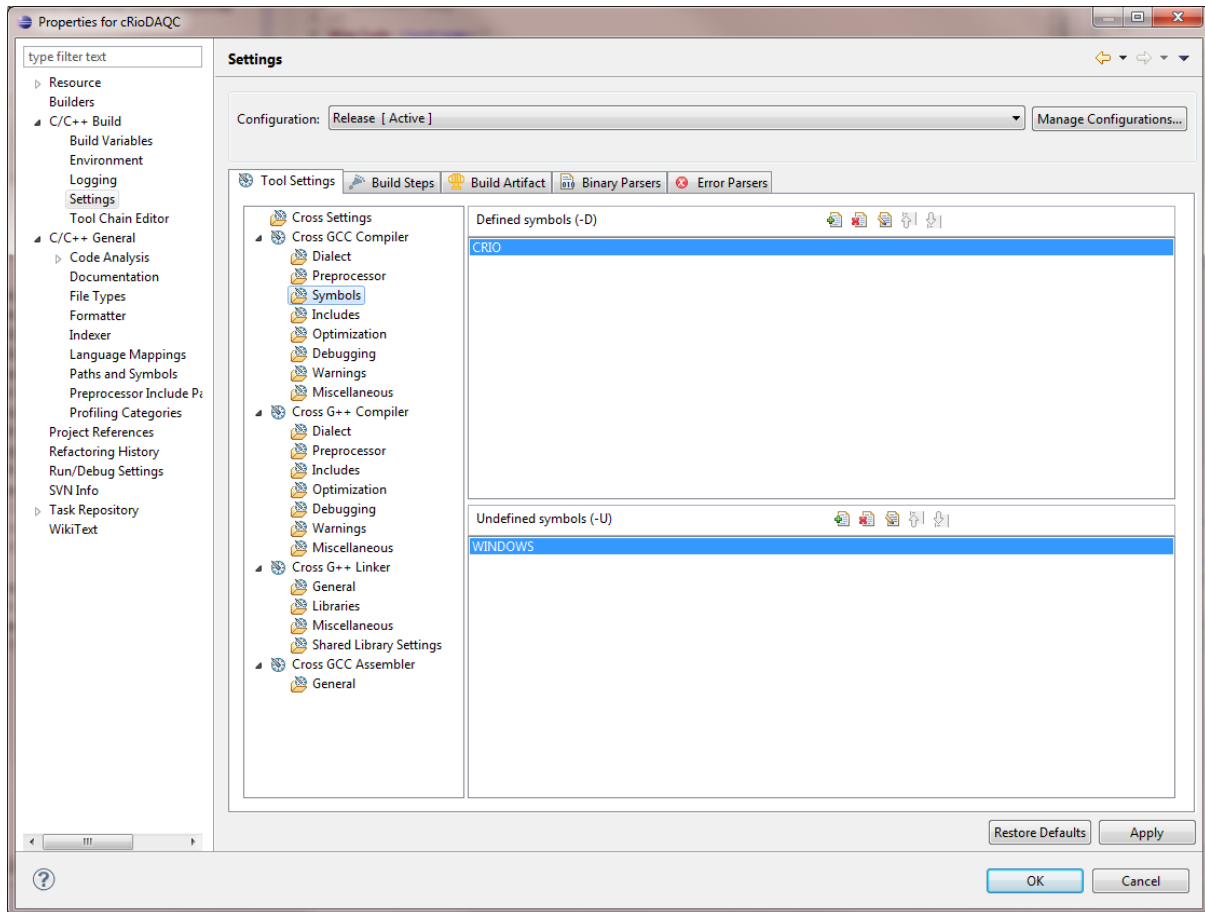 Properties for cRioDAQC
type filter text
Resource
Builders
C/C++ Build
Build Variables
Environment
Logging
Settings
Tool Chain Editor
C/C++ General
Code Analysis
Documentation
File Types
Formatter
Indexer
Language Mappings
Paths and Symbols
Preprocessor Include Pa
Profiling Categories
Project References
Refactoring History
Run/Debug Settings
SVN Info
Task Repository
WikiText
Settings
Configuration: Release [ Active ] Manage Configurations...
Tool Settings Build Steps Build Artifact Binary Parsers Error Parsers
Cross Settings
Cross GCC Compiler
Dialect
Preprocessor
Symbols
Includes
Optimization
Debugging
Warnings
Miscellaneous
Cross G++ Compiler
Dialect
Preprocessor
Includes
Optimization
Debugging
Warnings
Miscellaneous
Cross G++ Linker
General
Libraries
Miscellaneous
Shared Library Settings
Cross GCC Assembler
General
Defined symbols (-D)
CRIO
Undefined symbols (-U)
WINDOWS
Restore Defaults Apply
OK Cancel